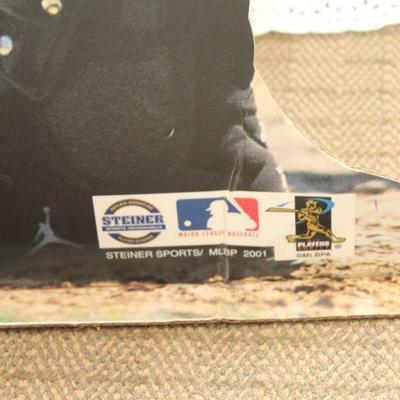 STEINER
SPORTS MEMORABILIA
MAJOR LEAGUE BASEBALL
PLAYERS
©MLBPA
STEINER SPORTS/ MLBP 2001